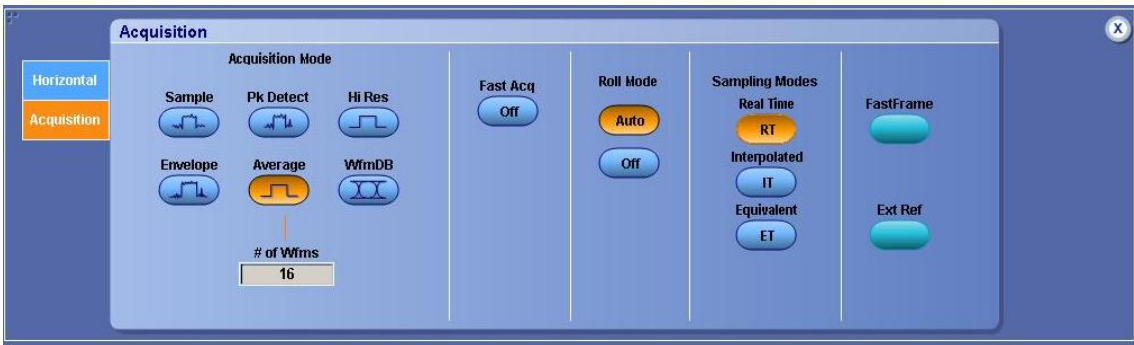 Acquisition
X
Horizontal
Acquisition
Acquisition Mode
Sample
Pk Detect
Hi Res
Envelope
Average
WfmDB
# of Wfms
16
Fast Acq
Off
Roll Mode
Auto
Off
Sampling Modes
Real Time
RT
Interpolated
IT
Equivalent
ET
FastFrame
Ext Ref